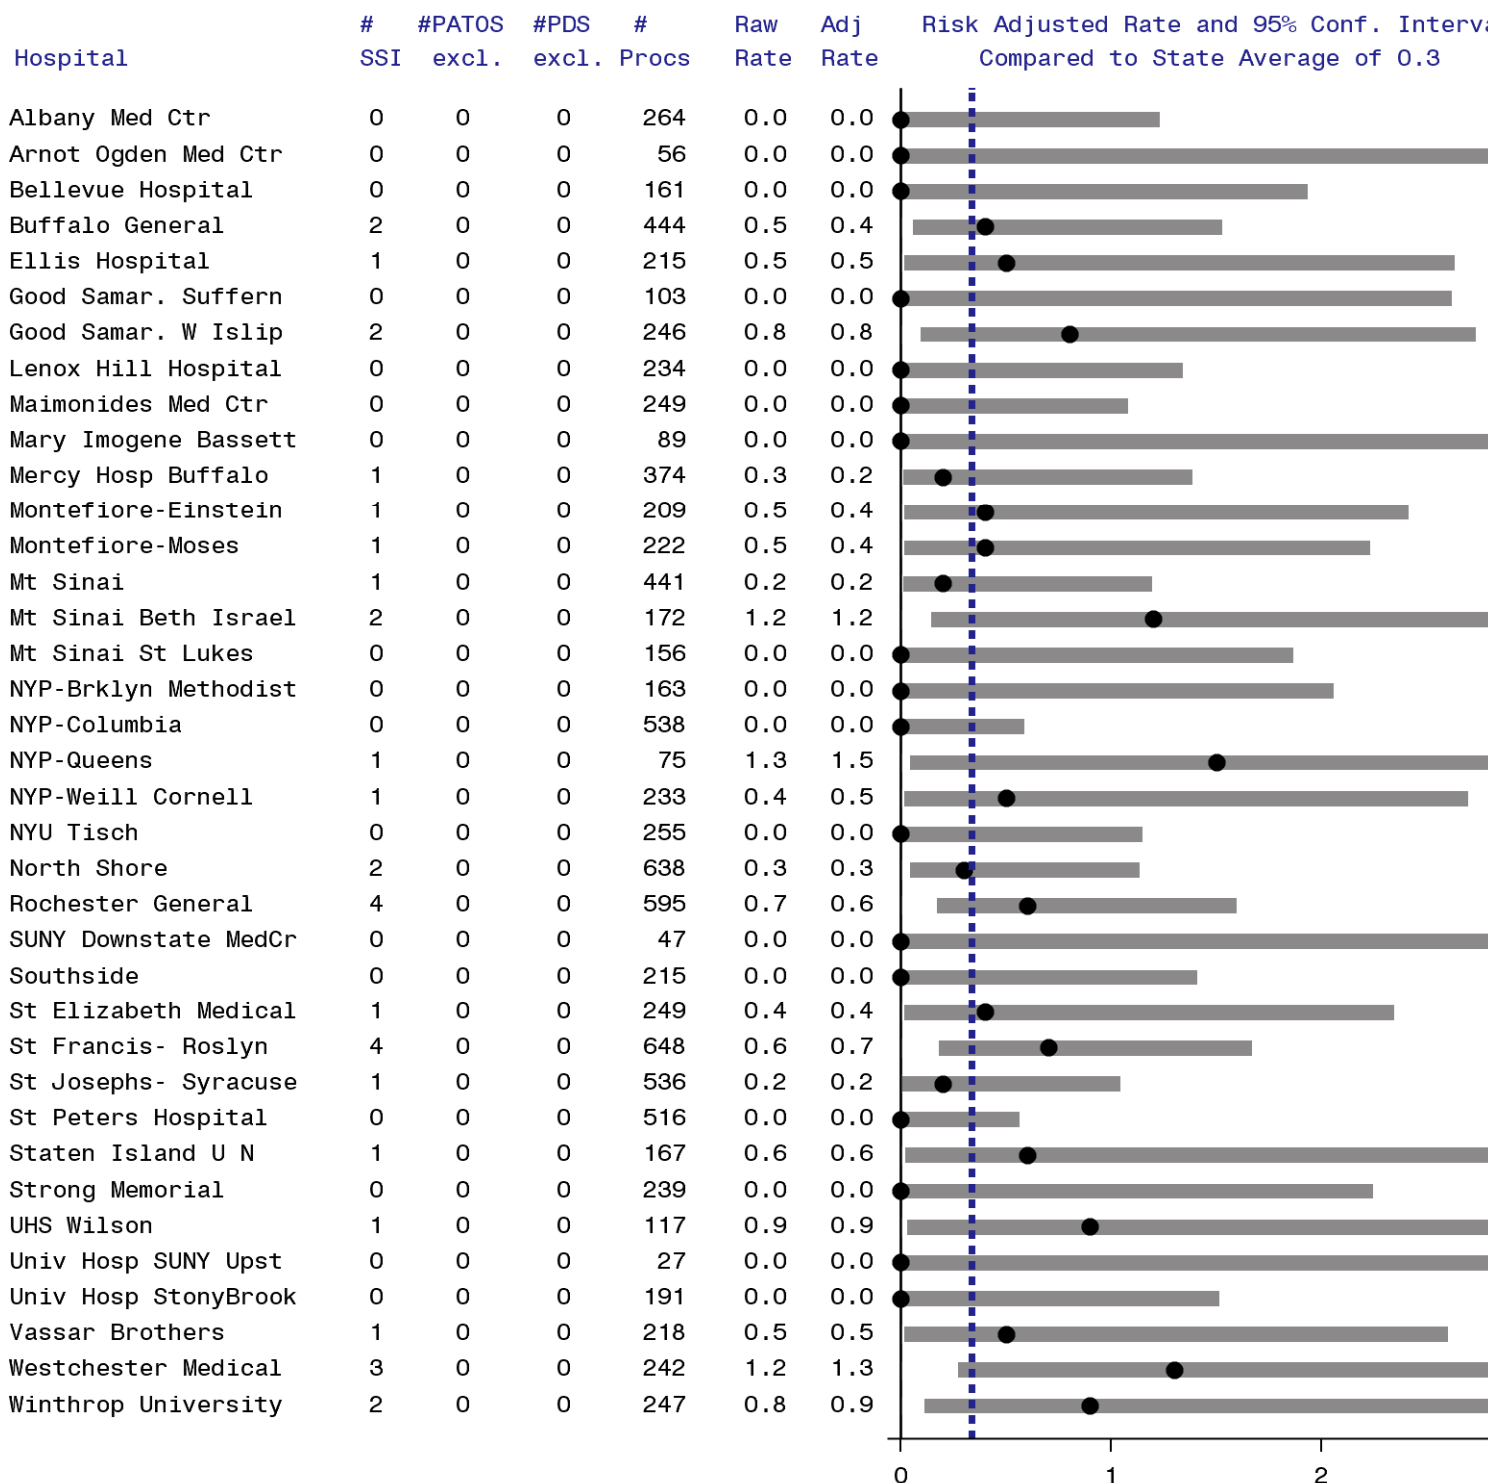 # #PATOS #PDS # Raw Adj Risk Adjusted Rate and 95% Conf. Interva
Hospital SSI excl. excl. Procs Rate Rate Compared to State Average of 0.3
Albany Med Ctr 0 0 0 264 0.0 0.0
Arnot Ogden Med Ctr 0 0 0 56 0.0 0.0
Bellevue Hospital 0 0 0 161 0.0 0.0
Buffalo General 2 0 0 444 0.5 0.4
Ellis Hospital 1 0 0 215 0.5 0.5
Good Samar. Suffern 0 0 0 103 0.0 0.0
Good Samar. W Islip 2 0 0 246 0.8 0.8
Lenox Hill Hospital 0 0 0 234 0.0 0.0
Maimonides Med Ctr 0 0 0 249 0.0 0.0
Mary Imogene Bassett 0 0 0 89 0.0 0.0
Mercy Hosp Buffalo 1 0 0 374 0.3 0.2
Montefiore-Einstein 1 0 0 209 0.5 0.4
Montefiore-Moses 1 0 0 222 0.5 0.4
Mt Sinai 1 0 0 441 0.2 0.2
Mt Sinai Beth Israel 2 0 0 172 1.2 1.2
Mt Sinai St Lukes 0 0 0 156 0.0 0.0
NYP-Brklyn Methodist 0 0 0 163 0.0 0.0
NYP-Columbia 0 0 0 538 0.0 0.0
NYP-Queens 1 0 0 75 1.3 1.5
NYP-Weill Cornell 1 0 0 233 0.4 0.5
NYU Tisch 0 0 0 255 0.0 0.0
North Shore 2 0 0 638 0.3 0.3
Rochester General 4 0 0 595 0.7 0.6
SUNY Downstate MedCr 0 0 0 47 0.0 0.0
Southside 0 0 0 215 0.0 0.0
St Elizabeth Medical 1 0 0 249 0.4 0.4
St Francis- Roslyn 4 0 0 648 0.6 0.7
St Josephs- Syracuse 1 0 0 536 0.2 0.2
St Peters Hospital 0 0 0 516 0.0 0.0
Staten Island U N 1 0 0 167 0.6 0.6
Strong Memorial 0 0 0 239 0.0 0.0
UHS Wilson 1 0 0 117 0.9 0.9
Univ Hosp SUNY Upst 0 0 0 27 0.0 0.0
Univ Hosp StonyBrook 0 0 0 191 0.0 0.0
Vassar Brothers 1 0 0 218 0.5 0.5
Westchester Medical 3 0 0 242 1.2 1.3
Winthrop University 2 0 0 247 0.8 0.9
0 1 2